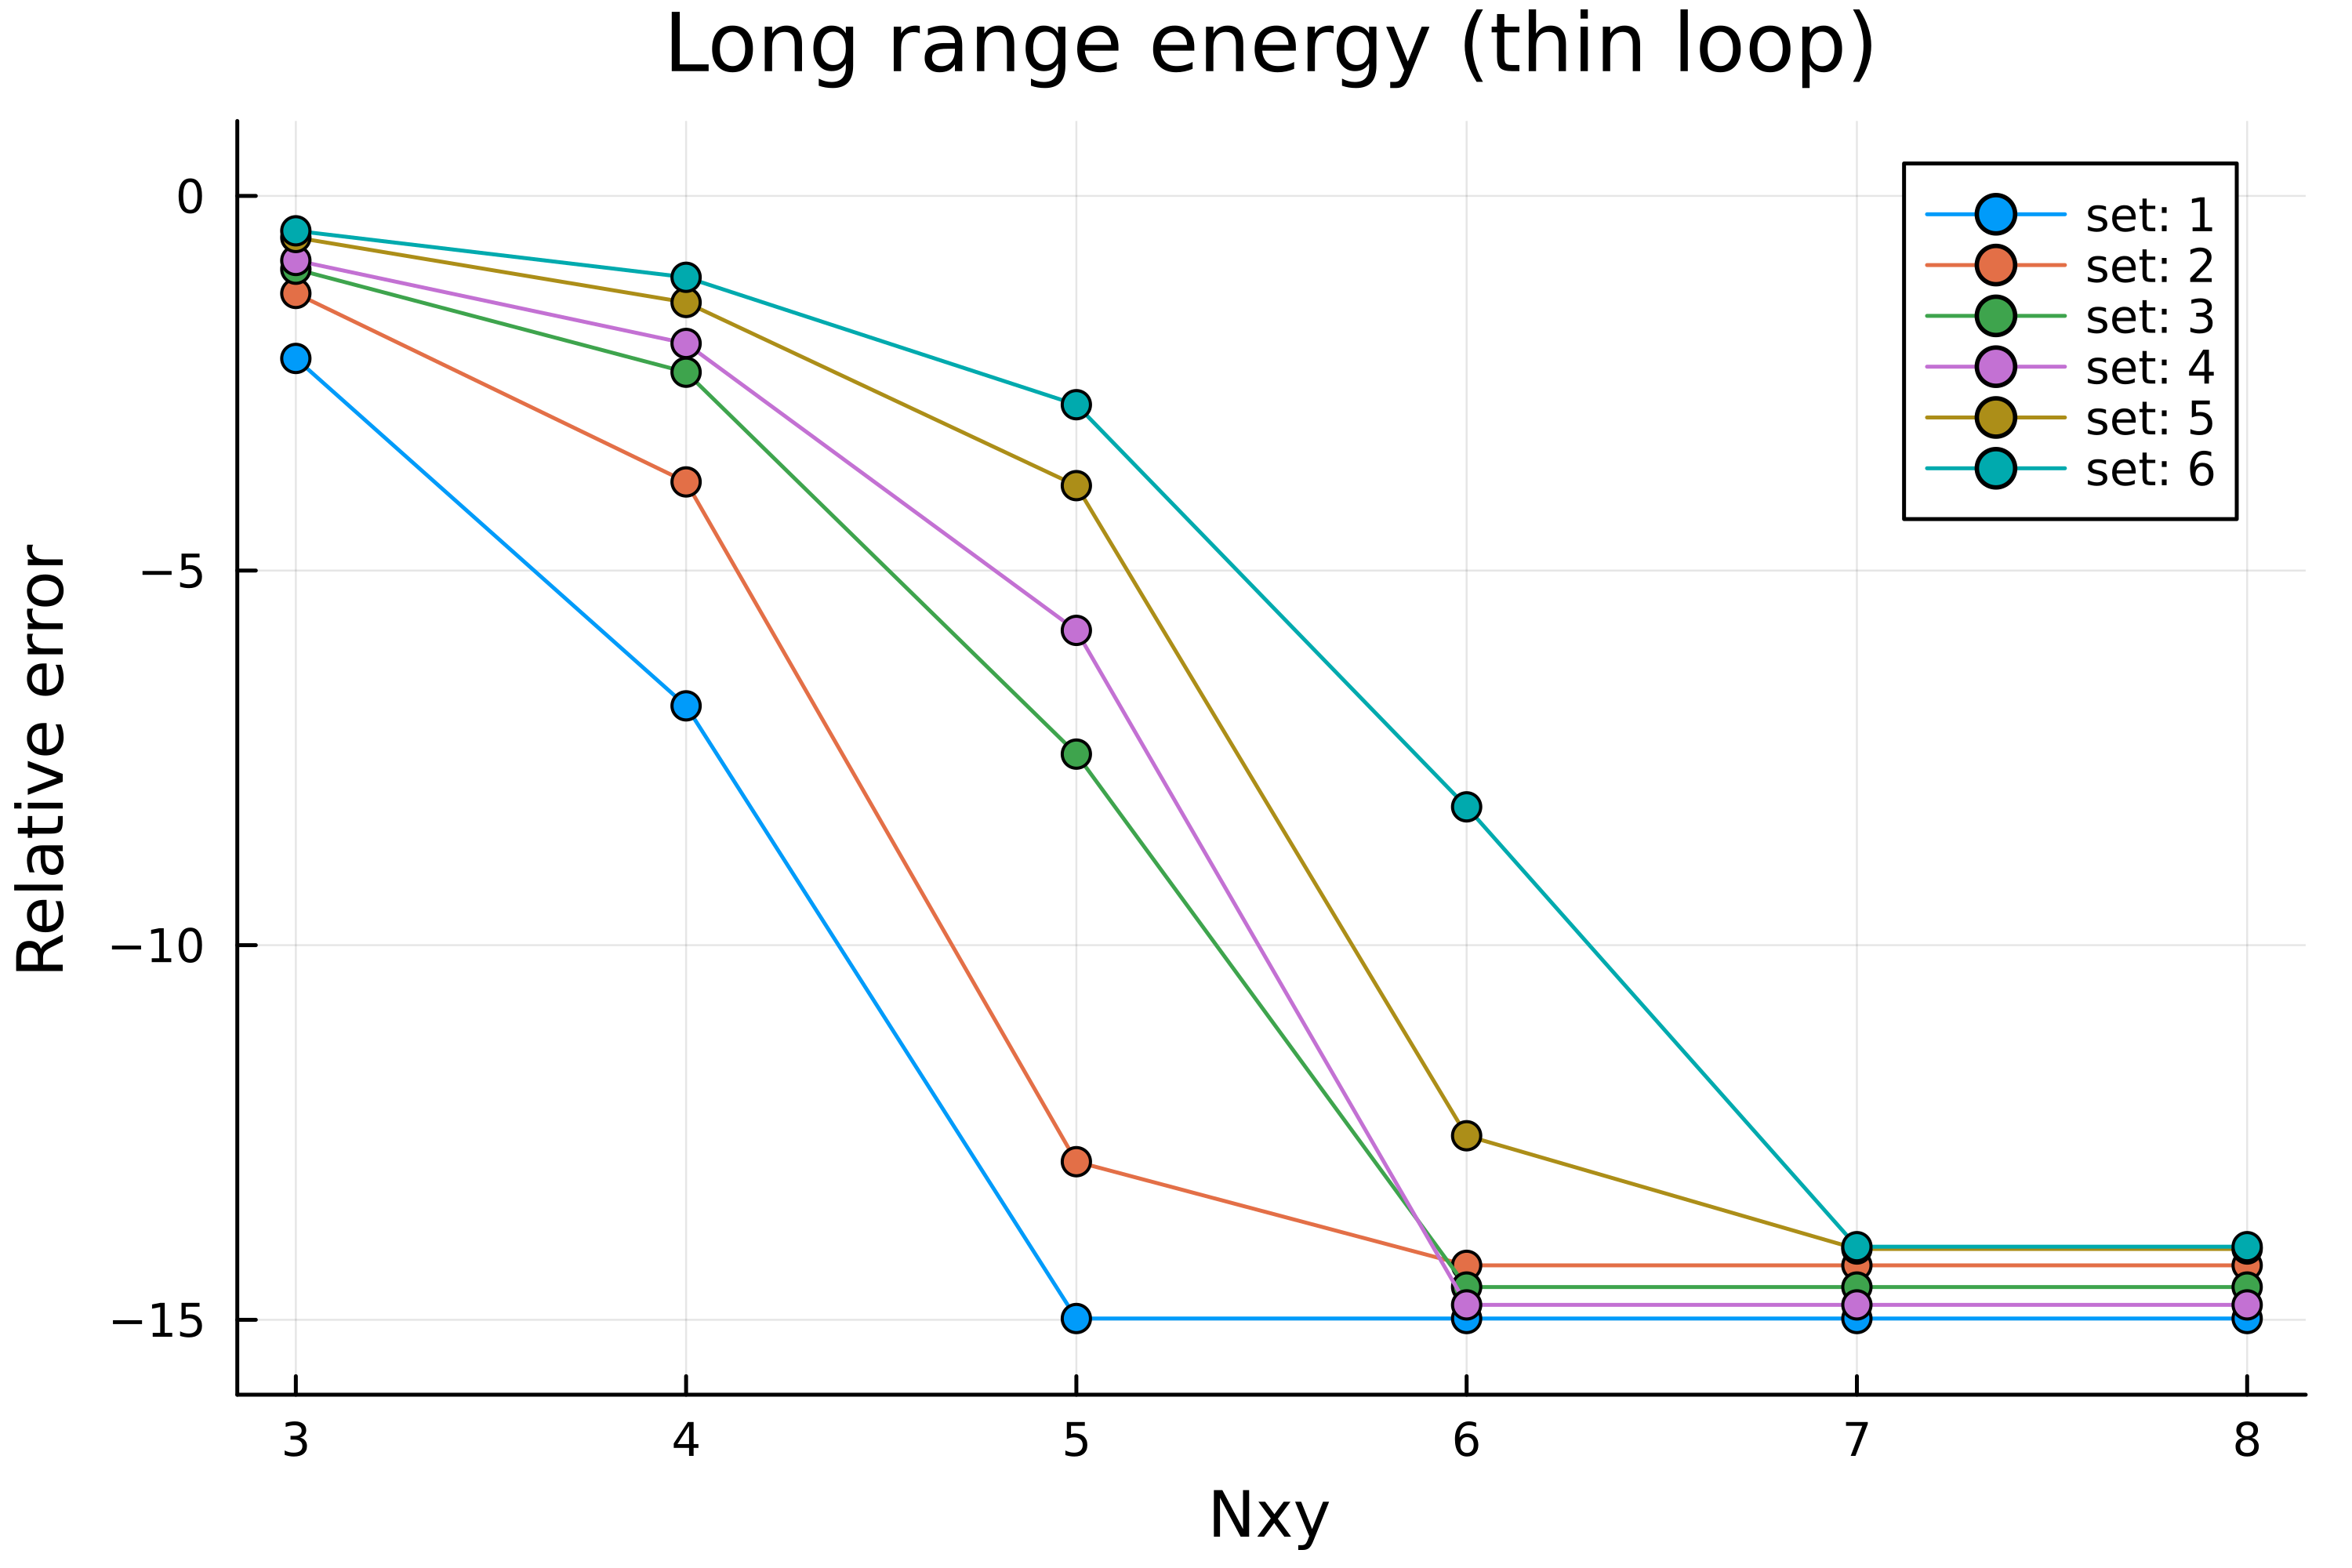 Long range energy (thin loop)
set: 1
set: 2
set: 3
set: 4
set: 5
set: 6
Relative error
0
−5
−10
−15
3 4 5 6 7 8
Nxy